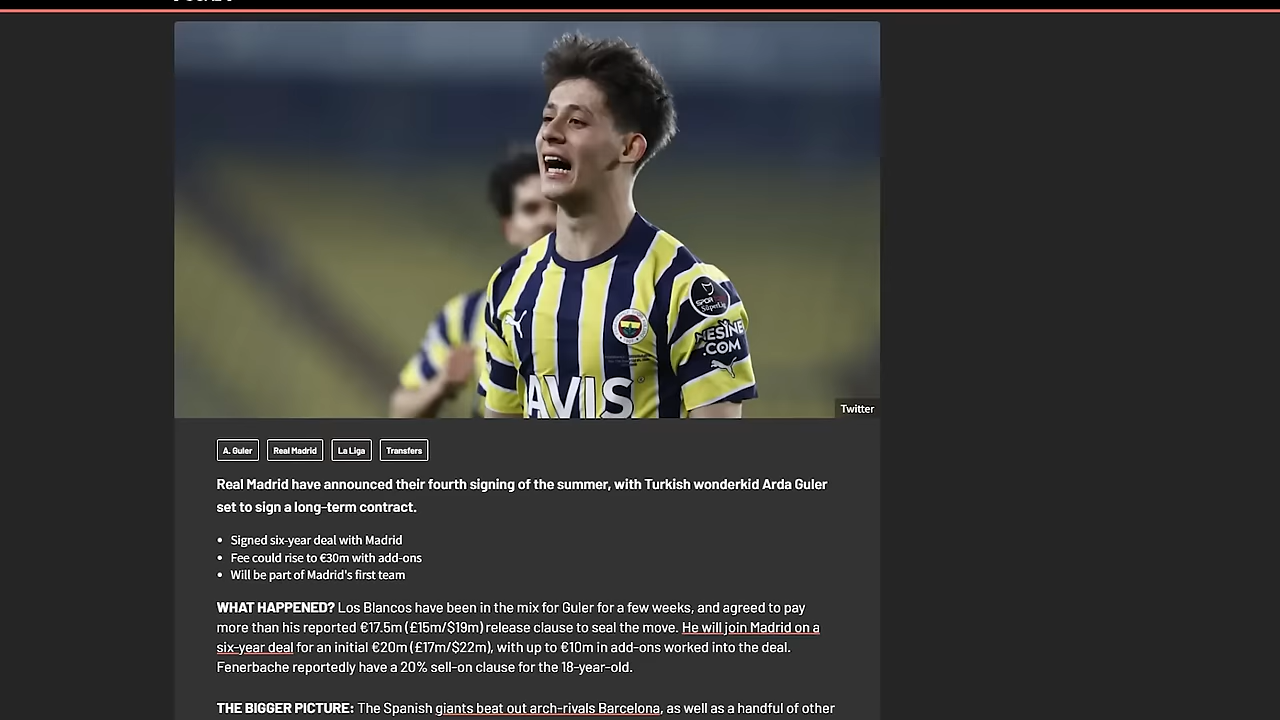 SPOR
SüperLig
NESİNE
.COM
AVIS
Twitter
A. Guler
Real Madrid
La Liga
Transfers
Real Madrid have announced their fourth signing of the summer, with Turkish wonderkid Arda Guler
set to sign a long-term contract.
• Signed six-year deal with Madrid
• Fee could rise to €30m with add-ons
• Will be part of Madrid's first team
WHAT HAPPENED? Los Blancos have been in the mix for Guler for a few weeks, and agreed to pay
more than his reported €17.5m (£15m/$19m) release clause to seal the move. He will join Madrid on a
six-year deal for an initial €20m (£17m/$22m), with up to €10m in add-ons worked into the deal.
Fenerbache reportedly have a 20% sell-on clause for the 18-year-old.
THE BIGGER PICTURE: The Spanish giants beat out arch-rivals Barcelona, as well as a handful of other